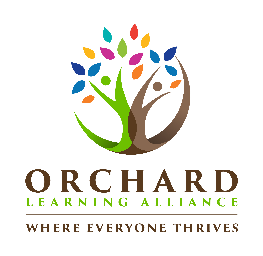 ORCHARD
LEARNING ALLIANCE
WHERE EVERYONE THRIVES